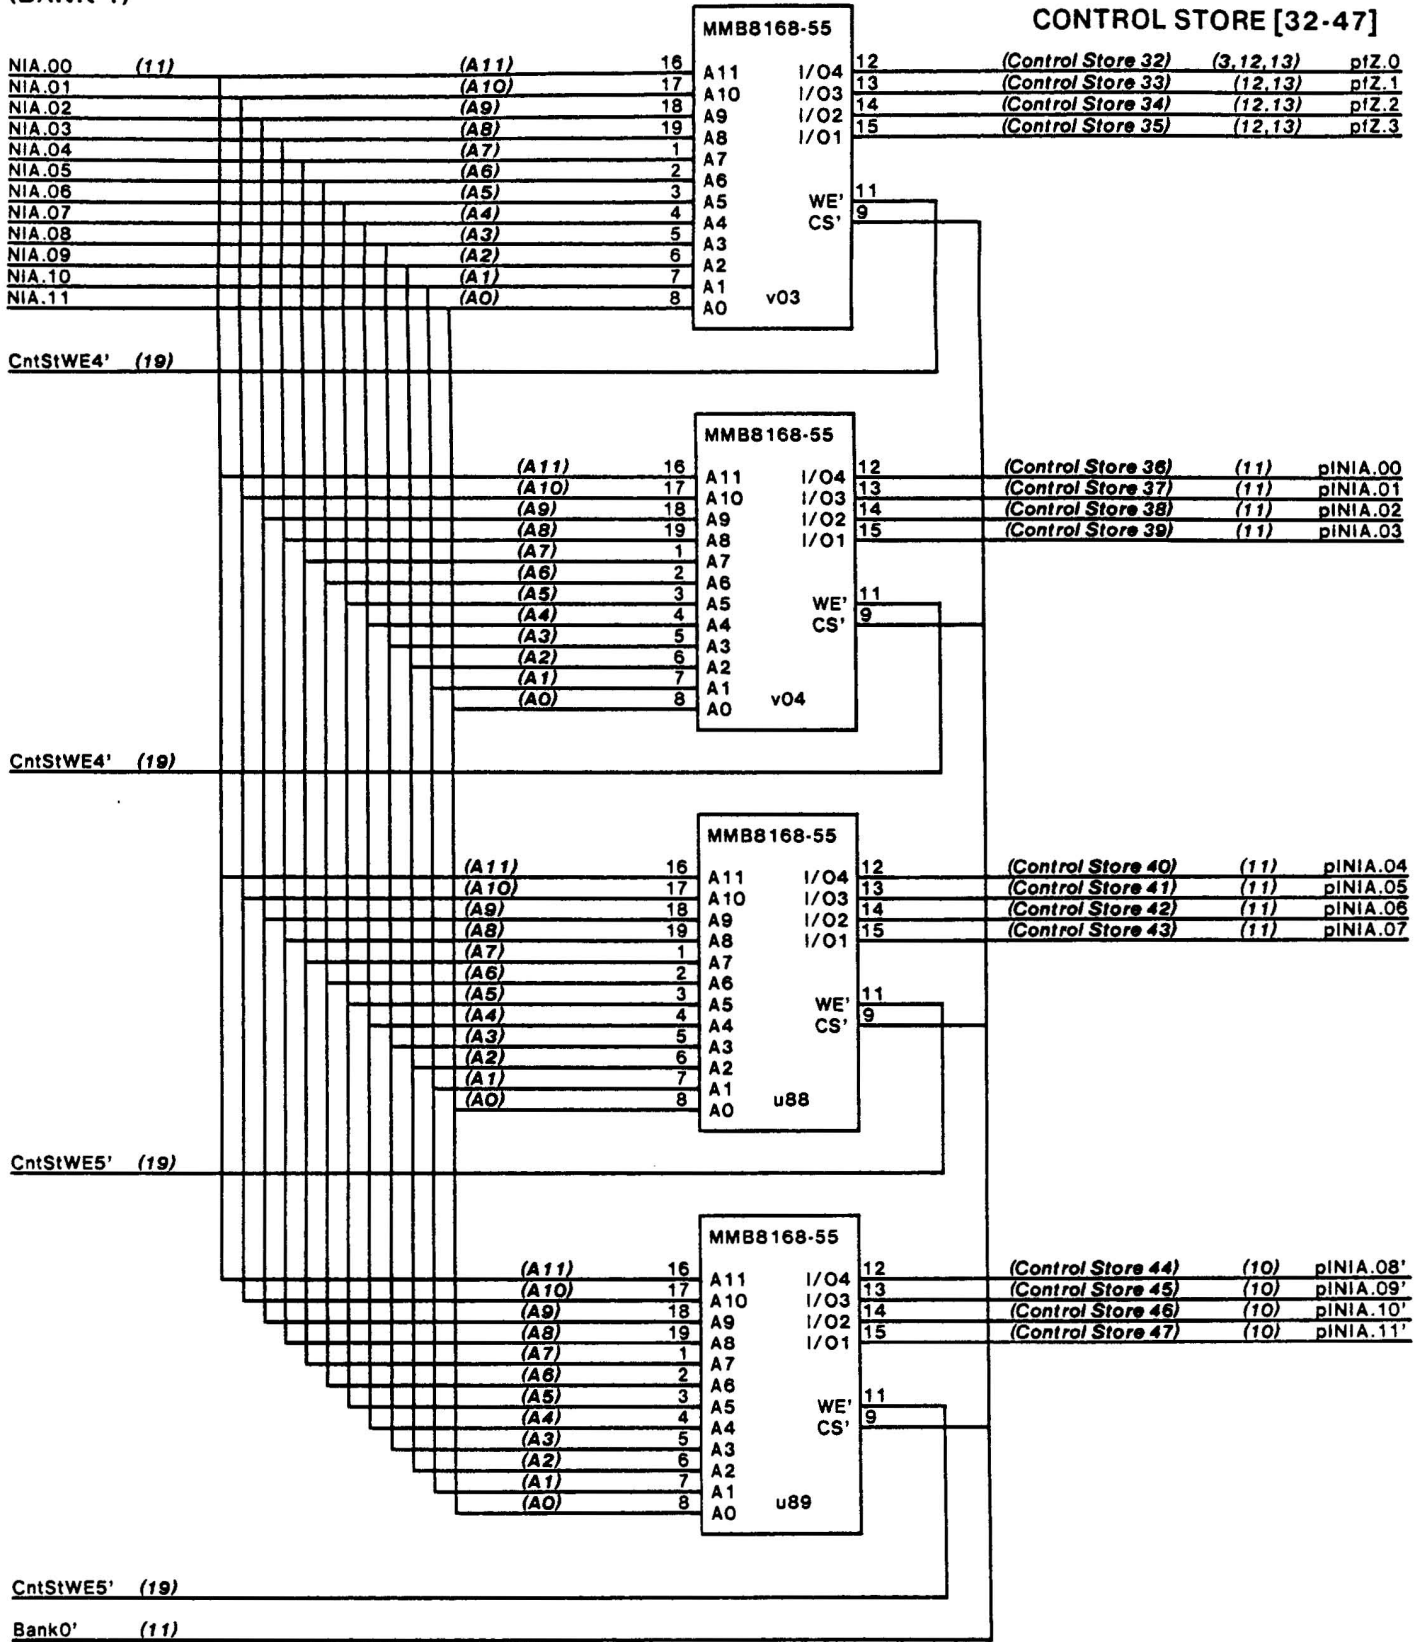 CONTROL STORE [32-47]
MMB8168-55
NIA.00 (11) (A11) 16 A11 I/O4 12 (Control Store 32) (3,12,13) pfZ.0
NIA.01 (A10) 17 A10 I/O3 13 (Control Store 33) (12,13) pfZ.1
NIA.02 (A9) 18 A9 I/O2 14 (Control Store 34) (12.13) pfZ.2
NIA.03 (A8) 19 A8 I/O1 15 (Control Store 35) (12,13) pfZ.3
NIA.04 (A7) 1 A7
NIA.05 (A6) 2 A6
NIA.06 (A5) 3 A5 WE' 11
NIA.07 (A4) 4 A4 CS' 9
NIA.08 (A3) 5 A3
NIA.09 (A2) 6 A2
NIA.10 (A1) 7 A1
NIA.11 (A0) 8 A0 v03
CntStWE4' (19)
MMB8168-55
(A11) 16 A11 I/O4 12 (Control Store 36) (11) pINIA.00
(A10) 17 A10 I/O3 13 (Control Store 37) (11) pINIA.01
(A9) 18 A9 I/O2 14 (Control Store 38) (11) pINIA.02
(A8) 19 A8 I/O1 15 (Control Store 39) (11) pINIA.03
(A7) 1 A7
(A6) 2 A6
(A5) 3 A5 WE' 11
(A4) 4 A4 CS' 9
(A3) 5 A3
(A2) 6 A2
(A1) 7 A1
(A0) 8 A0 v04
CntStWE4' (19)
MMB8168-55
(A11) 16 A11 I/O4 12 (Control Store 40) (11) pINIA.04
(A10) 17 A10 I/O3 13 (Control Store 41) (11) pINIA.05
(A9) 18 A9 I/O2 14 (Control Store 42) (11) pINIA.06
(A8) 19 A8 I/O1 15 (Control Store 43) (11) pINIA.07
(A7) 1 A7
(A6) 2 A6
(A5) 3 A5 WE' 11
(A4) 4 A4 CS' 9
(A3) 5 A3
(A2) 6 A2
(A1) 7 A1
(A0) 8 A0 u88
CntStWE5' (19)
MMB8168-55
(A11) 16 A11 I/O4 12 (Control Store 44) (10) pINIA.08'
(A10) 17 A10 I/O3 13 (Control Store 45) (10) pINIA.09'
(A9) 18 A9 I/O2 14 (Control Store 46) (10) pINIA.10'
(A8) 19 A8 I/O1 15 (Control Store 47) (10) pINIA.11'
(A7) 1 A7
(A6) 2 A6
(A5) 3 A5 WE' 11
(A4) 4 A4 CS' 9
(A3) 5 A3
(A2) 6 A2
(A1) 7 A1
(A0) 8 A0 u89
CntStWE5' (19)
Bank0' (11)